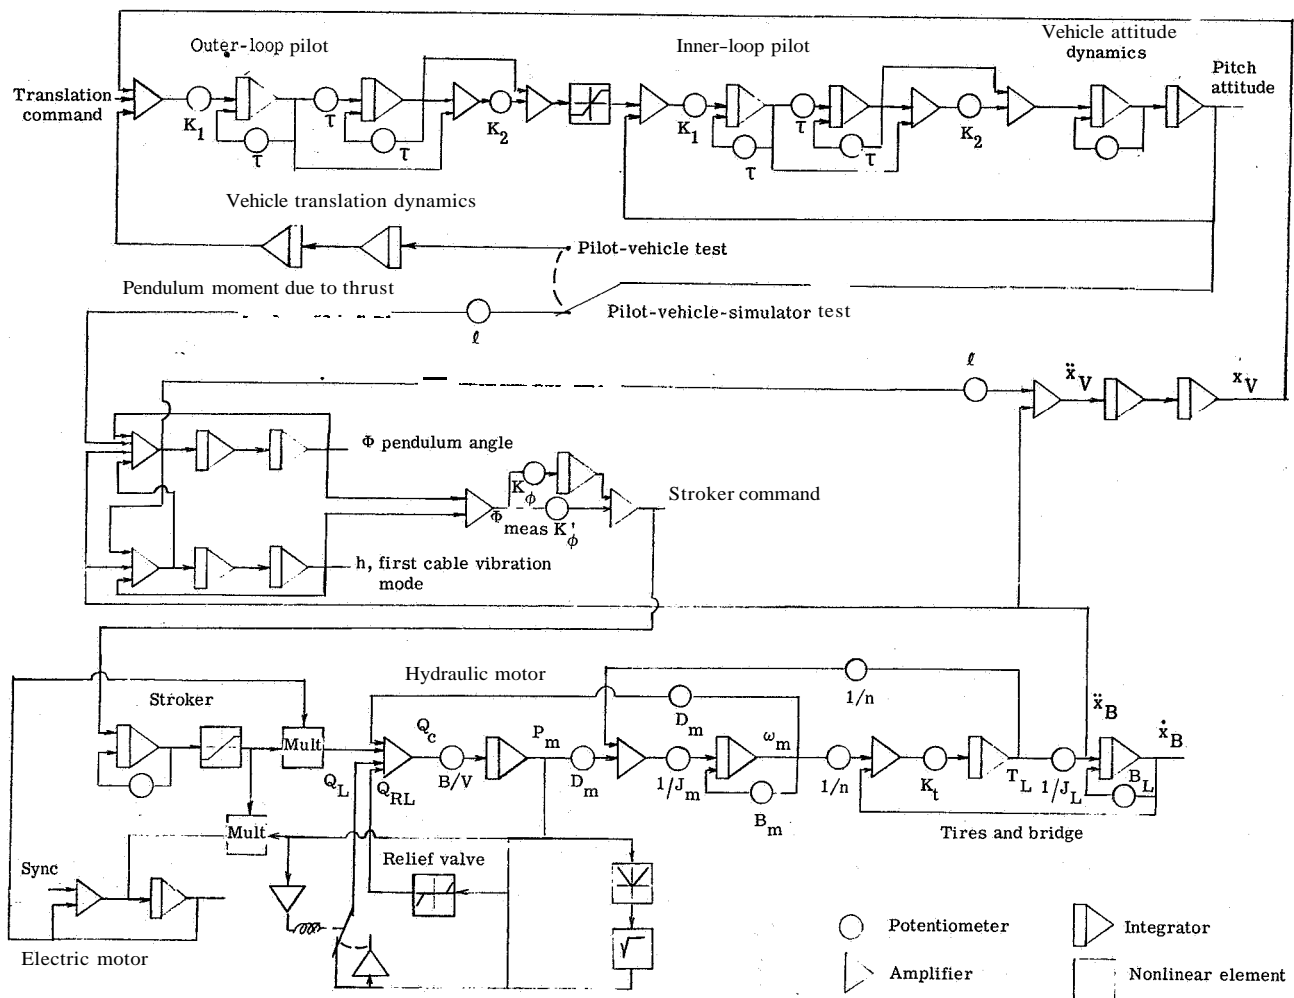 Outer-loop pilot
Inner-loop pilot
Vehicle attitude
dynamics
Translation
command
Pitch
attitude
K1
τ
τ
τ
K2
K1
τ
τ
τ
K2
Vehicle translation dynamics
Pilot-vehicle test
Pendulum moment due to thrust
Pilot-vehicle-simulator test
ℓ
ℓ
ẍV
xV
Φ pendulum angle
Kϕ
Stroker command
Φmeas
K'ϕ
h, first cable vibration
mode
Hydraulic motor
1/n
Stroker
Dm
ẍB
ẋB
Mult
Qc
Pm
ωm
QL
QRL
B/V
Dm
1/Jm
1/n
Kt
TL
1/JL
BL
Bm
Mult
Tires and bridge
Sync
Relief valve
√
Electric motor
Potentiometer
Integrator
Amplifier
Nonlinear element